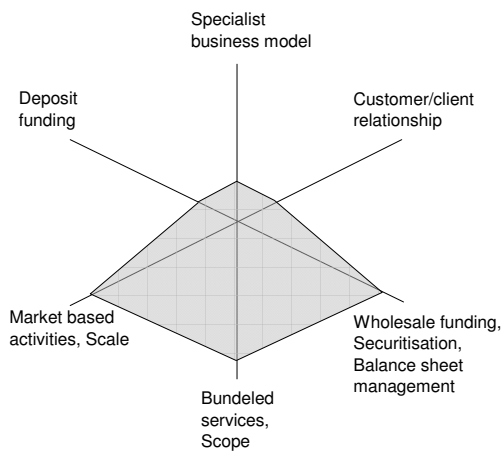 Specialist
business model
Deposit
funding
Customer/client
relationship
Market based
activities, Scale
Wholesale funding,
Securitisation,
Balance sheet
management
Bundeled
services,
Scope